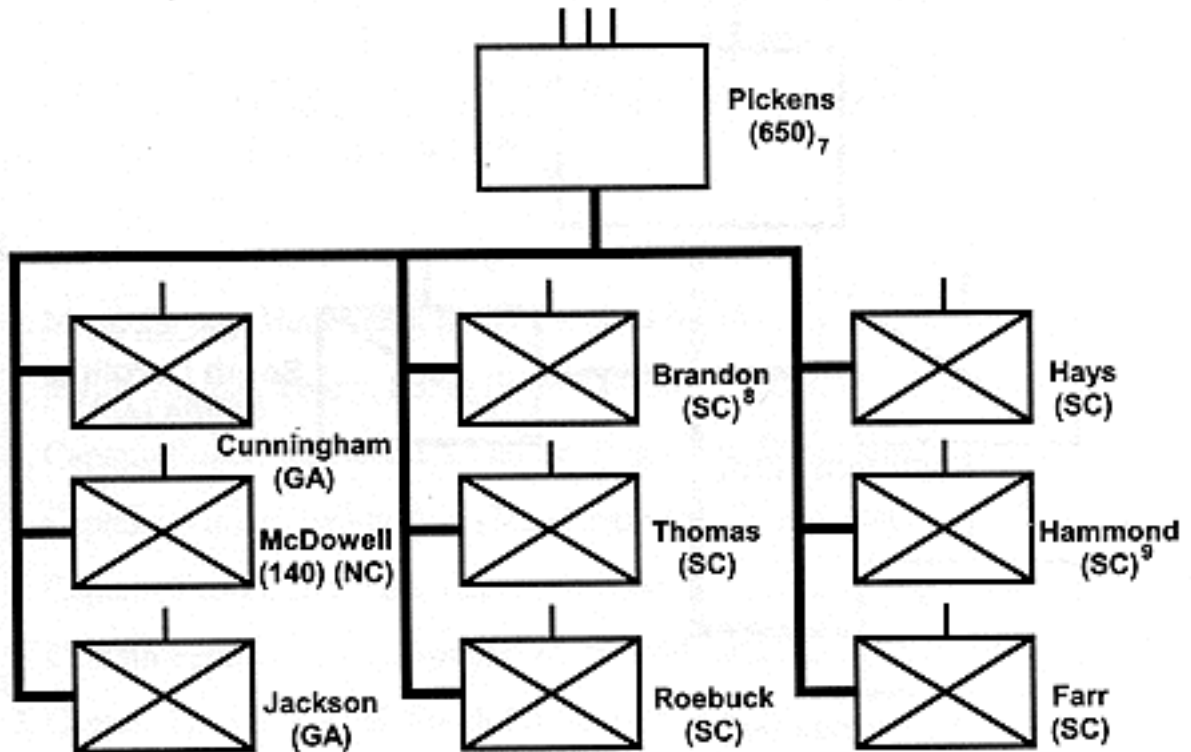 Pickens
(650)7
Cunningham
(GA)
McDowell
(140) (NC)
Jackson
(GA)
Brandon
(SC)8
Thomas
(SC)
Roebuck
(SC)
Hays
(SC)
Hammond
(SC)9
Farr
(SC)